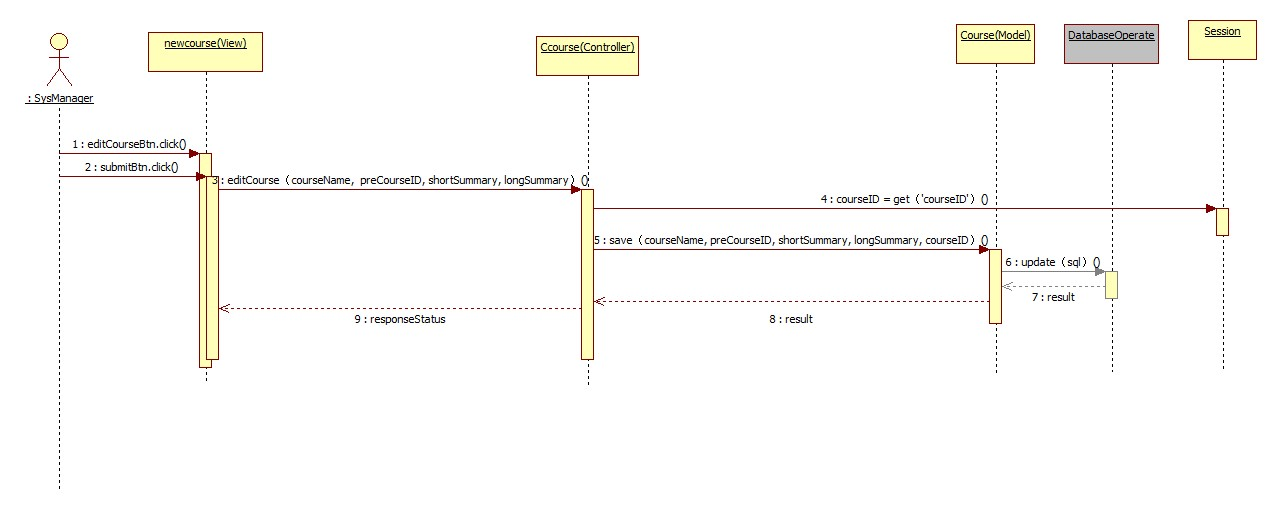 newcourse(View)
Ccourse(Controller)
Course(Model)
DatabaseOperate
Session
: SysManager
1 : editCourseBtn.click()
2 : submitBtn.click()
3 : editCourse（courseName, preCourseID, shortSummary, longSummary）()
4 : courseID = get（'courseID'）()
5 : save（courseName, preCourseID, shortSummary, longSummary, courseID）()
6 : update（sql）()
7 : result
8 : result
9 : responseStatus